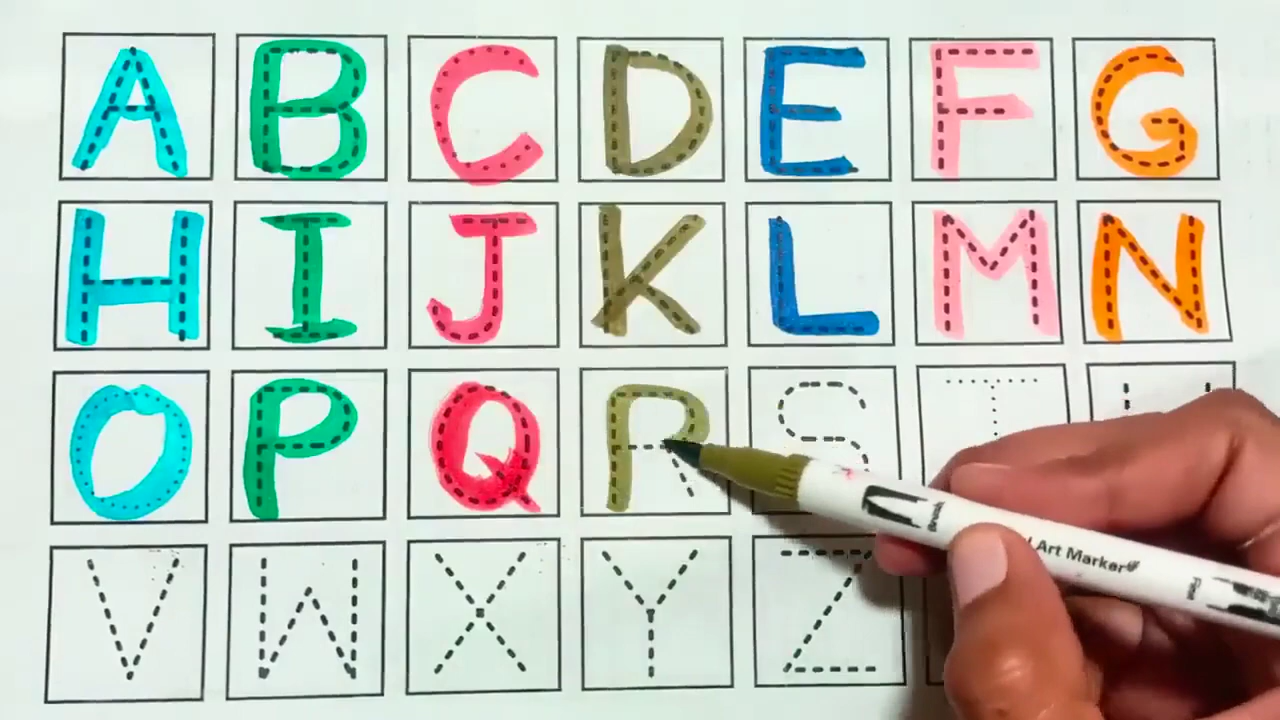 A B C D E F G
H I J K L M N
O P Q R S T U
V W X Y Z
Art Marker